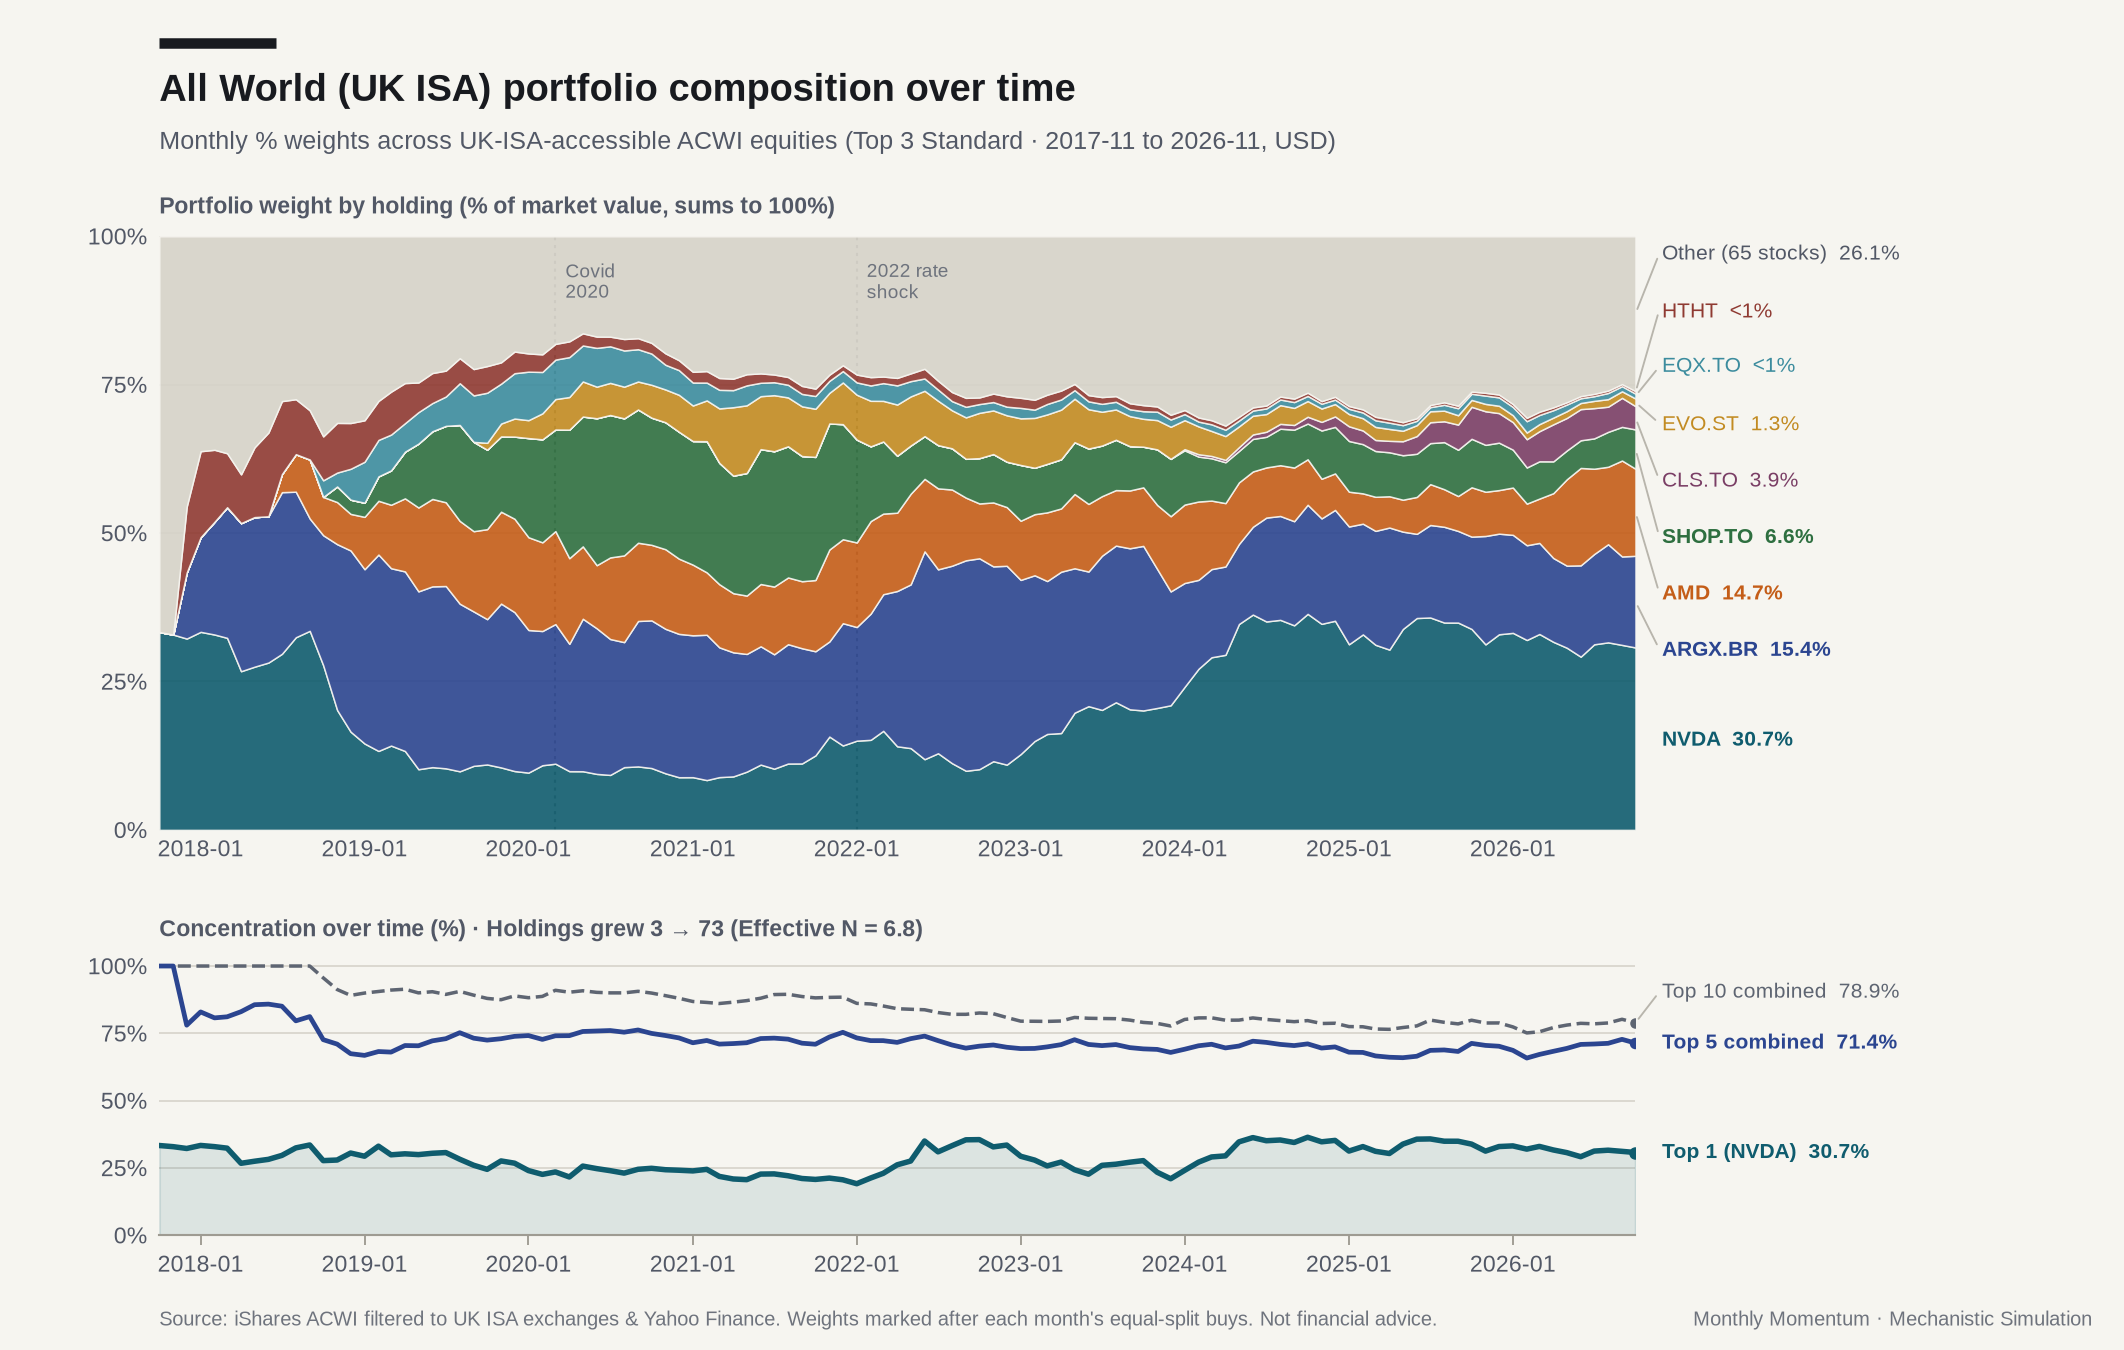 All World (UK ISA) portfolio composition over time
Monthly % weights across UK-ISA-accessible ACWI equities (Top 3 Standard · 2017-11 to 2026-11, USD)
Portfolio weight by holding (% of market value, sums to 100%)
100%
75%
50%
25%
0%
Covid
2020
2022 rate
shock
Other (65 stocks) 26.1%
HTHT <1%
EQX.TO <1%
EVO.ST 1.3%
CLS.TO 3.9%
SHOP.TO 6.6%
AMD 14.7%
ARGX.BR 15.4%
NVDA 30.7%
2018-01 2019-01 2020-01 2021-01 2022-01 2023-01 2024-01 2025-01 2026-01
Concentration over time (%) · Holdings grew 3 → 73 (Effective N = 6.8)
100%
75%
50%
25%
0%
Top 10 combined 78.9%
Top 5 combined 71.4%
Top 1 (NVDA) 30.7%
2018-01 2019-01 2020-01 2021-01 2022-01 2023-01 2024-01 2025-01 2026-01
Source: iShares ACWI filtered to UK ISA exchanges & Yahoo Finance. Weights marked after each month's equal-split buys. Not financial advice.
Monthly Momentum · Mechanistic Simulation